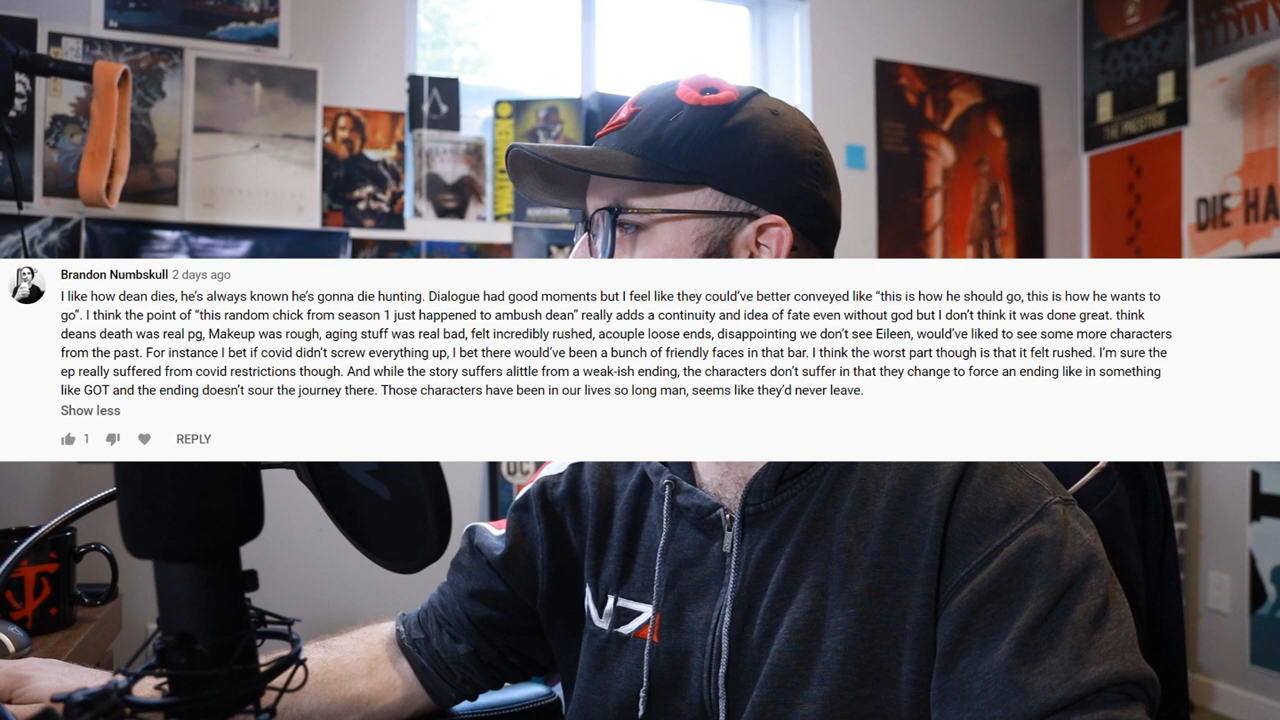 THE PRESTIGE
DIE HA
Brandon Numbskull 2 days ago
I like how dean dies, he's always known he's gonna die hunting. Dialogue had good moments but I feel like they could've better conveyed like “this is how he should go, this is how he wants to
go”. I think the point of “this random chick from season 1 just happened to ambush dean” really adds a continuity and idea of fate even without god but I don't think it was done great. think
deans death was real pg, Makeup was rough, aging stuff was real bad, felt incredibly rushed, acouple loose ends, disappointing we don't see Eileen, would've liked to see some more characters
from the past. For instance I bet if covid didn't screw everything up, I bet there would've been a bunch of friendly faces in that bar. I think the worst part though is that it felt rushed. I'm sure the
ep really suffered from covid restrictions though. And while the story suffers alittle from a weak-ish ending, the characters don't suffer in that they change to force an ending like in something
like GOT and the ending doesn't sour the journey there. Those characters have been in our lives so long man, seems like they'd never leave.
Show less
1 REPLY
DC
N7